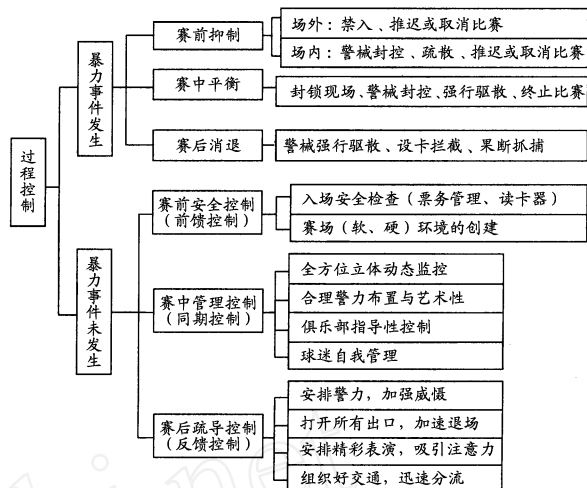 过程控制
暴力事件发生
赛前抑制
场外：禁入、推迟或取消比赛
场内：警械封控、疏散、推迟或取消比赛
赛中平衡
封锁现场、警械封控、强行驱散、终止比赛
赛后消退
警械强行驱散、设卡拦截、果断抓捕
暴力事件未发生
赛前安全控制
（前馈控制）
入场安全检查（票务管理、读卡器）
赛场（软、硬）环境的创建
赛中管理控制
（同期控制）
全方位立体动态监控
合理警力布置与艺术性
俱乐部指导性控制
球迷自我管理
赛后疏导控制
（反馈控制）
安排警力，加强威慑
打开所有出口，加速退场
安排精彩表演，吸引注意力
组织好交通，迅速分流